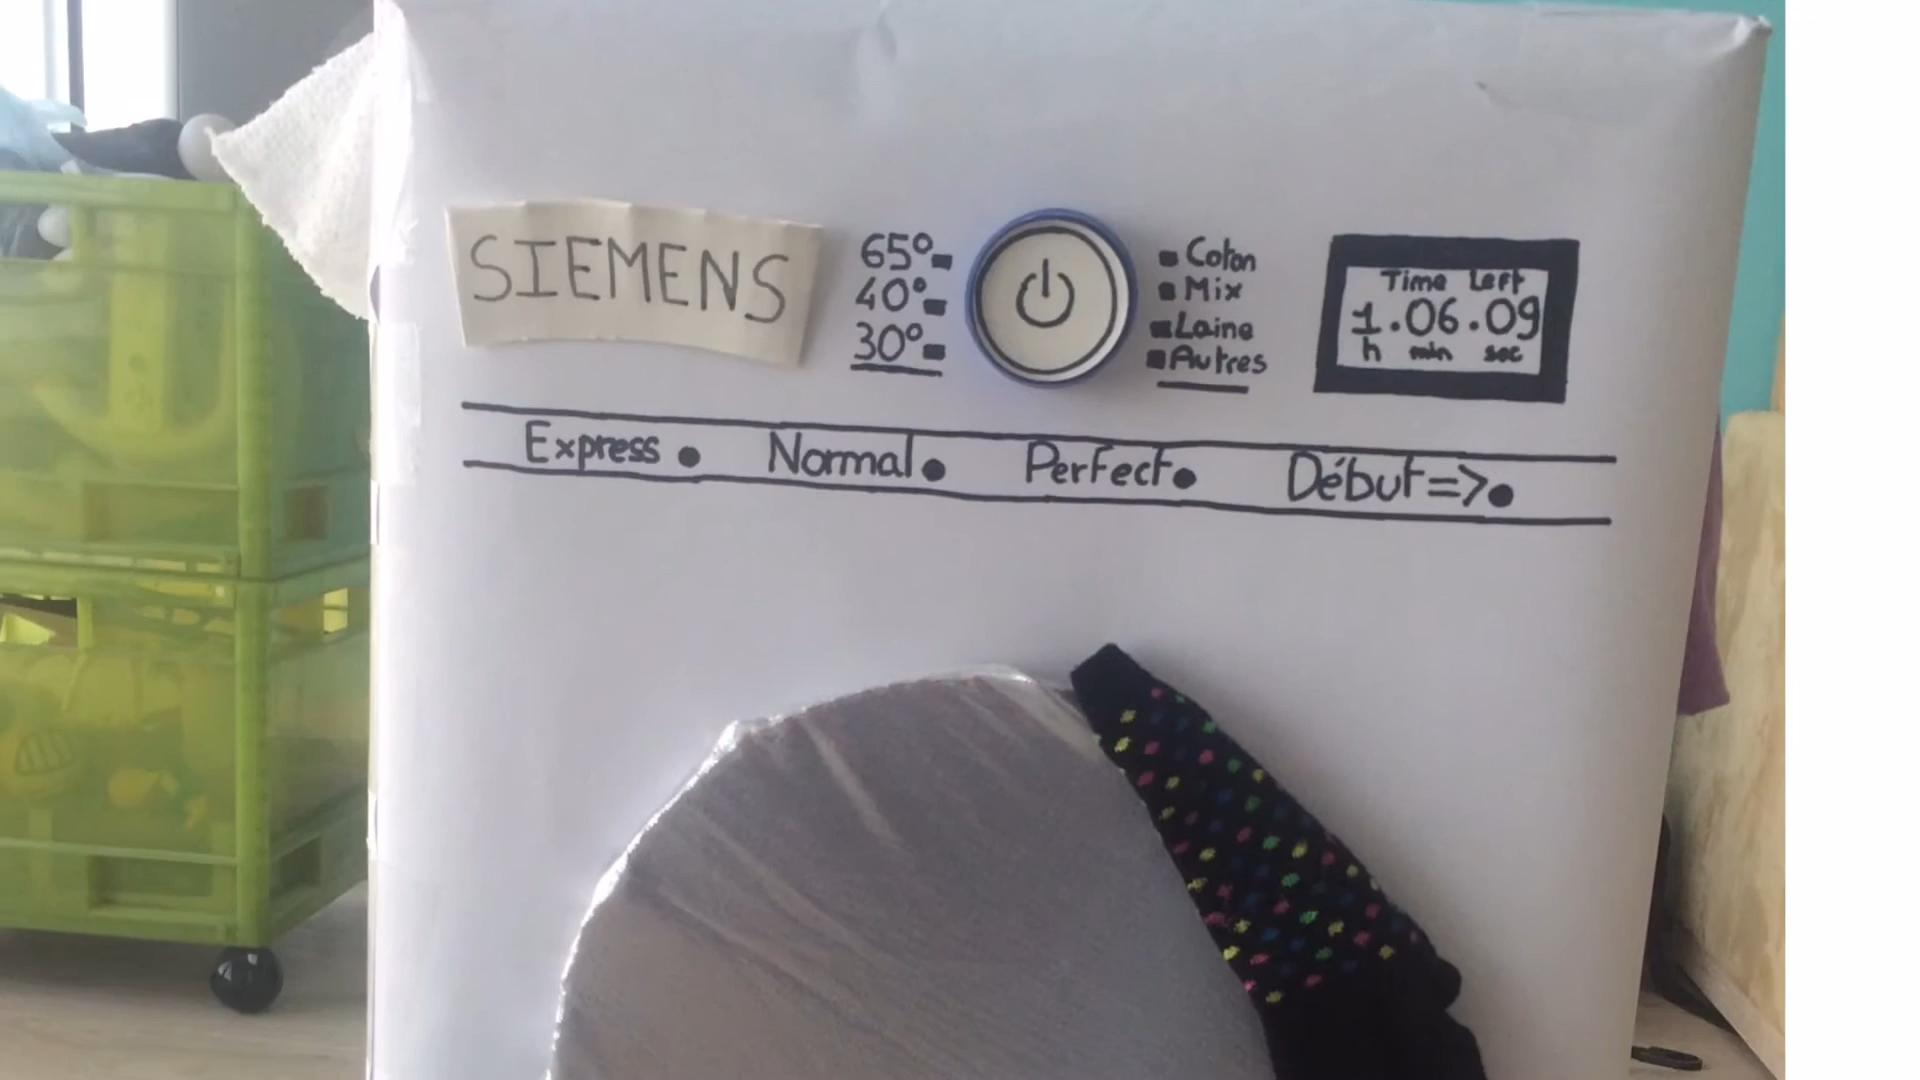 SIEMENS
65°
40°
30°
Coton
Mix
Laine
Autres
Time Left
1.06.09
h min sec
Express • Normal • Perfect • Début=>•